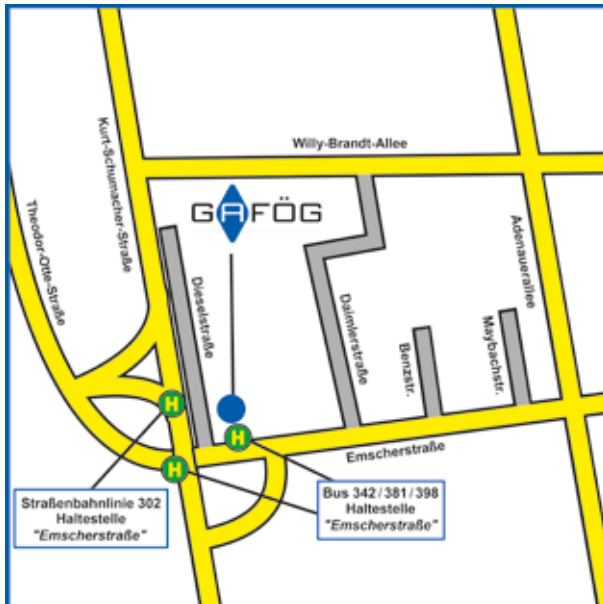 Willy-Brandt-Allee
Kurt-Schumacher-Straße
GAFÖG
Theodor-Otte-Straße
Adenauerallee
Dieselstraße
Daimlerstraße
Benzstr.
Maybachstr.
H
H
H
Emscherstraße
Straßenbahnlinie 302
Haltestelle
"Emscherstraße"
Bus 342 / 381 / 398
Haltestelle
"Emscherstraße"